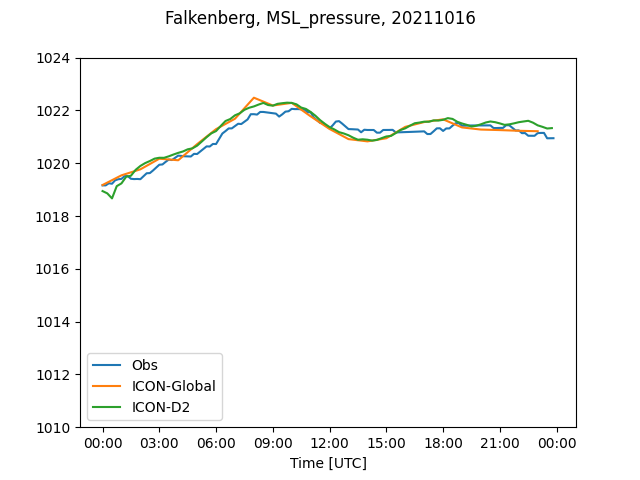 Falkenberg, MSL_pressure, 20211016
1024
1022
1020
1018
1016
1014
1012
1010
Obs
ICON-Global
ICON-D2
00:00 03:00 06:00 09:00 12:00 15:00 18:00 21:00 00:00
Time [UTC]